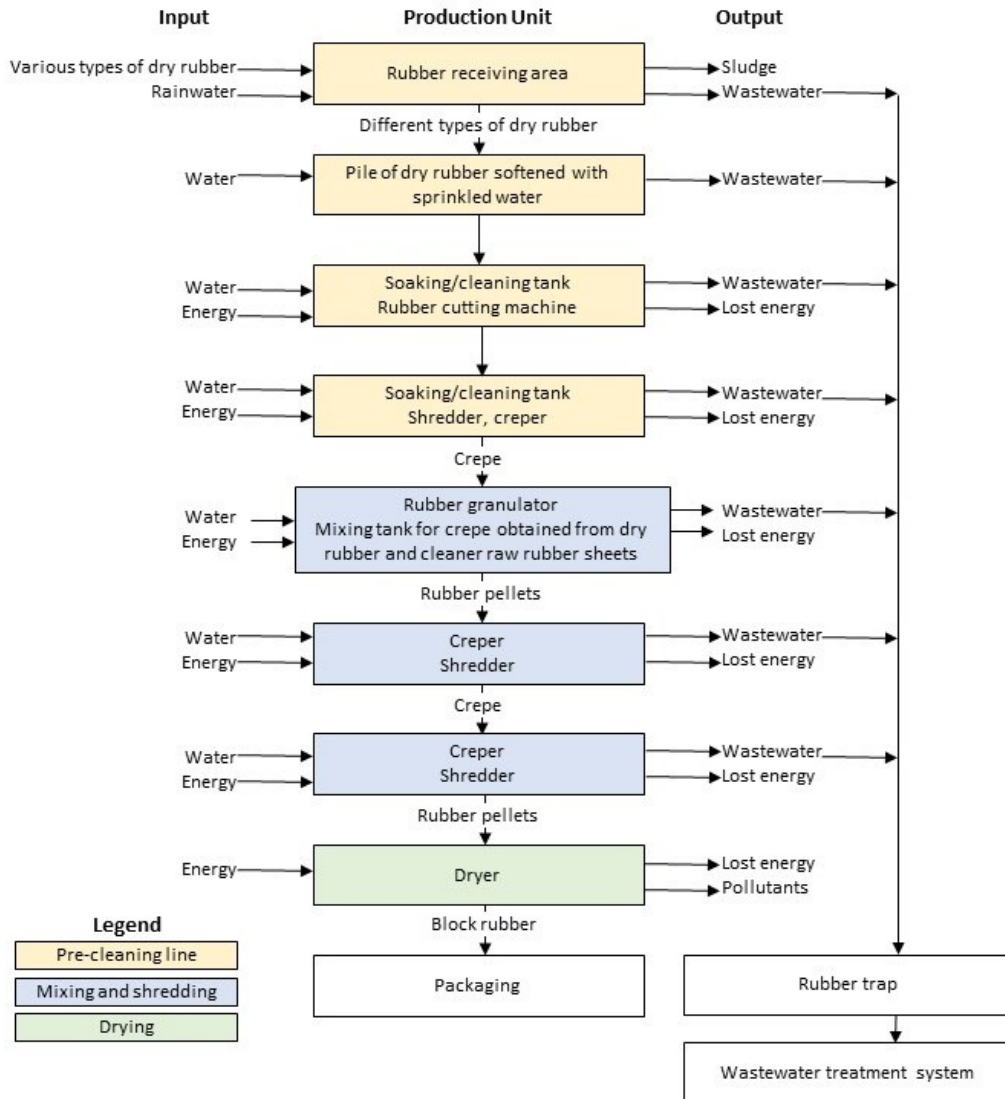 Input Production Unit Output
Various types of dry rubber
Rainwater
Rubber receiving area
Sludge
Wastewater
Different types of dry rubber
Water
Pile of dry rubber softened with
sprinkled water
Wastewater
Water
Energy
Soaking/cleaning tank
Rubber cutting machine
Wastewater
Lost energy
Water
Energy
Soaking/cleaning tank
Shredder, creper
Wastewater
Lost energy
Crepe
Water
Energy
Rubber granulator
Mixing tank for crepe obtained from dry
rubber and cleaner raw rubber sheets
Wastewater
Lost energy
Rubber pellets
Water
Energy
Creper
Shredder
Wastewater
Lost energy
Crepe
Water
Energy
Creper
Shredder
Wastewater
Lost energy
Rubber pellets
Energy
Dryer
Lost energy
Pollutants
Block rubber
Packaging
Legend
Pre-cleaning line
Mixing and shredding
Drying
Rubber trap
Wastewater treatment system